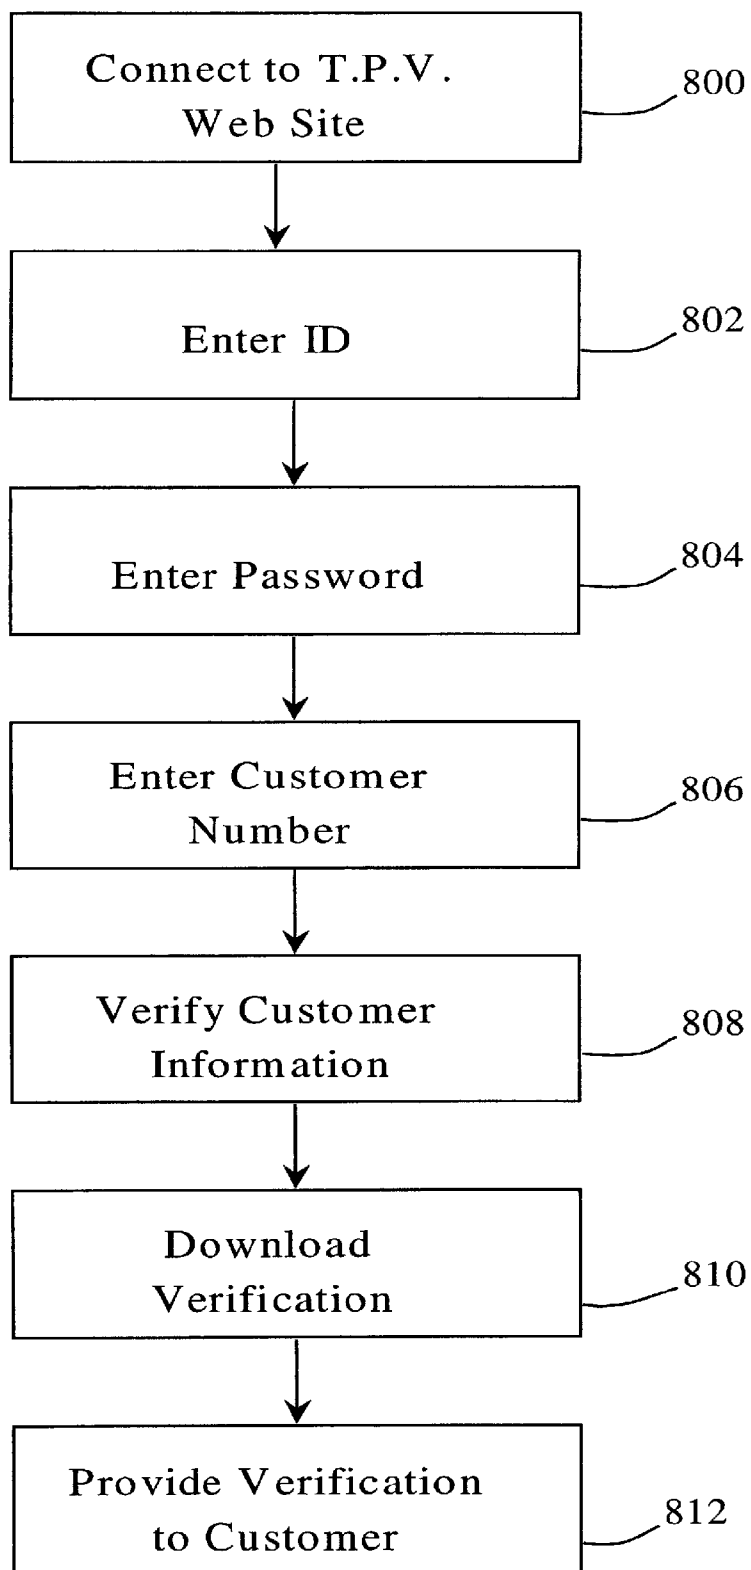 Connect to T.P.V.
Web Site
800
Enter ID
802
Enter Password
804
Enter Customer
Number
806
Verify Customer
Information
808
Download
Verification
810
Provide Verification
to Customer
812